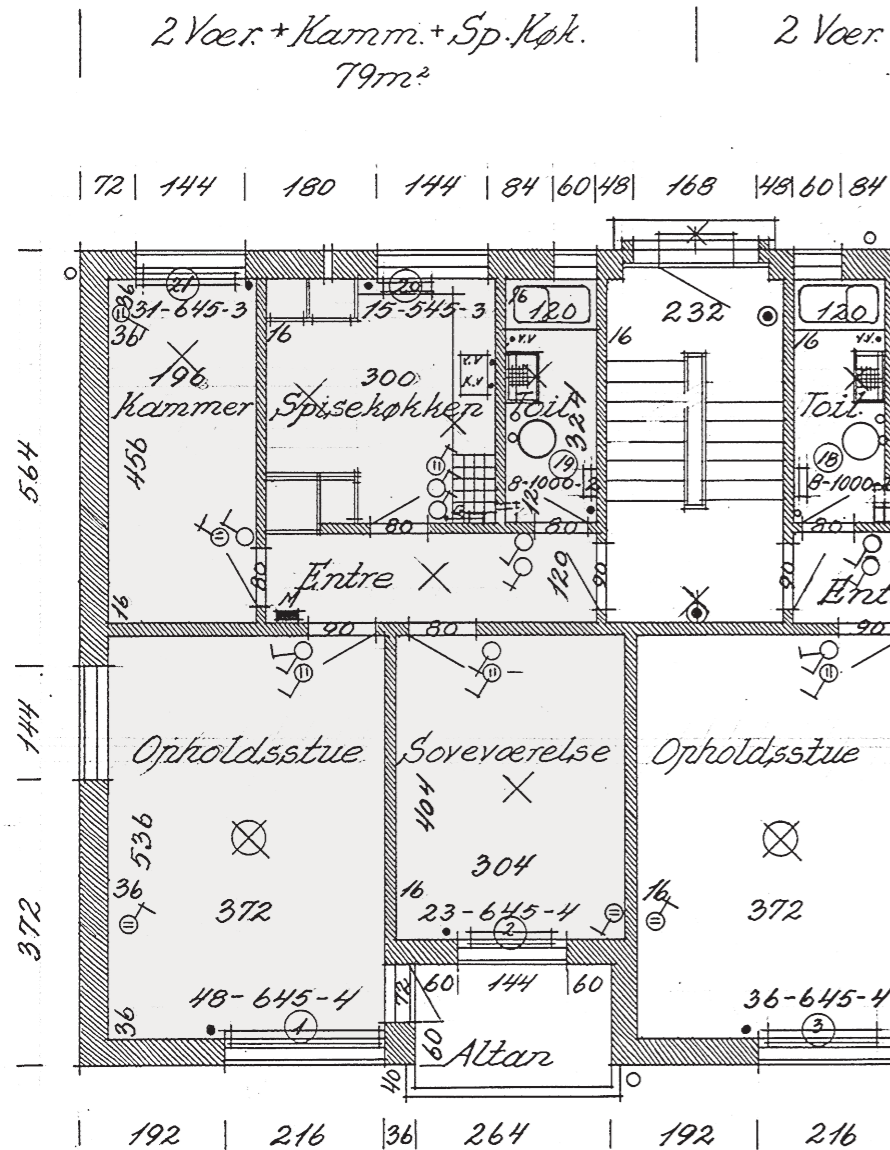 2 Vær. + Kamm. + Sp. Køk.
2 Vær.
79m²
72 144 180 144 84 60 48 168 48 60 84
21
20
36
31-645-3
15-545-3
16
120
232
120
36
16
16
16
V.V
V.V
V.V
K.V
196
300
Kammer
Spisekøkken
Toil.
Toil.
324
456
564
19
18
8-1000-2
8-1000-2
12
80
80
80
Entre
80
120
90
90
Ent
16
90
80
90
144
Opholdsstue
Soveværelse
Opholdsstue
404
536
304
36
16
16
372
23-645-4
372
372
2
60 144 60
72
48-645-4
36-645-4
36
1
3
60
Altan
40
192 216 36 264 192 216